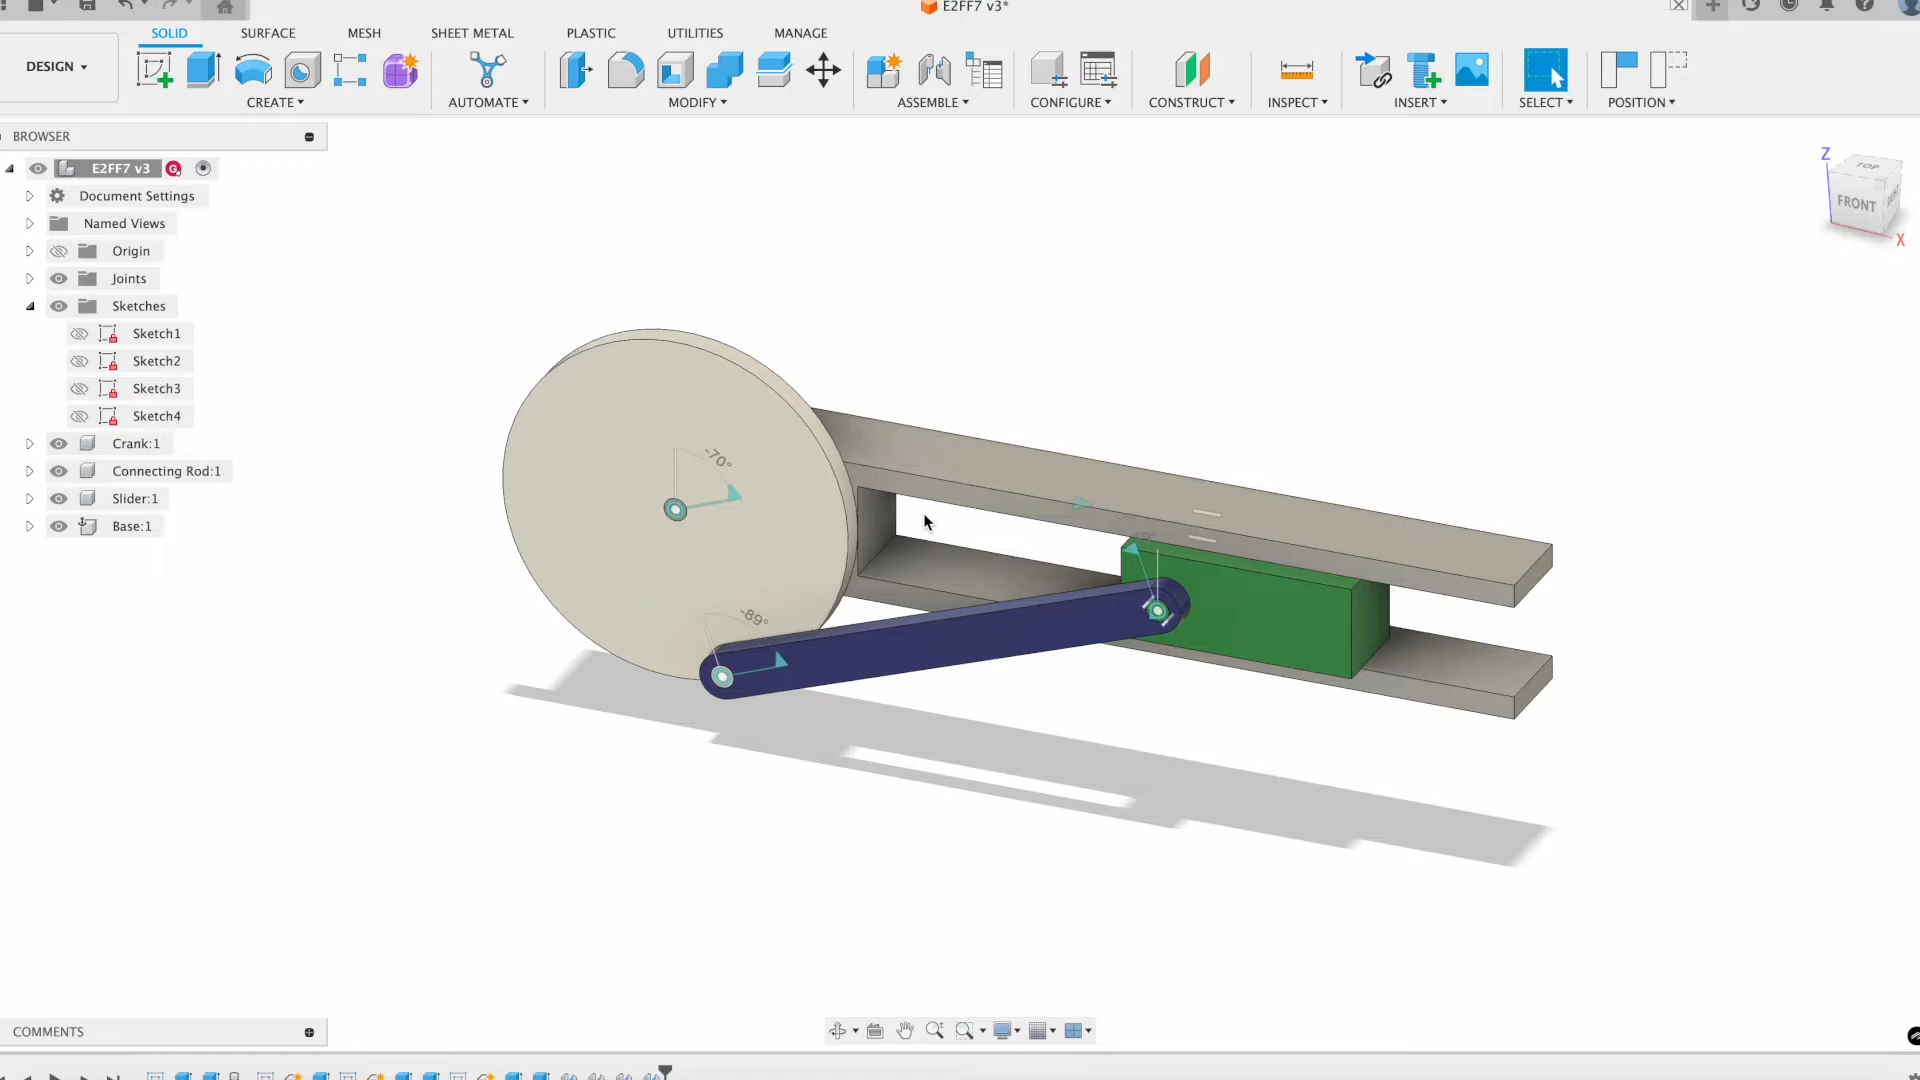 E2FF7 v3*
SOLID SURFACE MESH SHEET METAL PLASTIC UTILITIES MANAGE
DESIGN
CREATE AUTOMATE MODIFY ASSEMBLE CONFIGURE CONSTRUCT INSPECT INSERT SELECT POSITION
BROWSER
E2FF7 v3
Document Settings
Named Views
Origin
Joints
Sketches
Sketch1
Sketch2
Sketch3
Sketch4
Crank:1
Connecting Rod:1
Slider:1
Base:1
Z
TOP
FRONT
X
-70°
-89°
COMMENTS